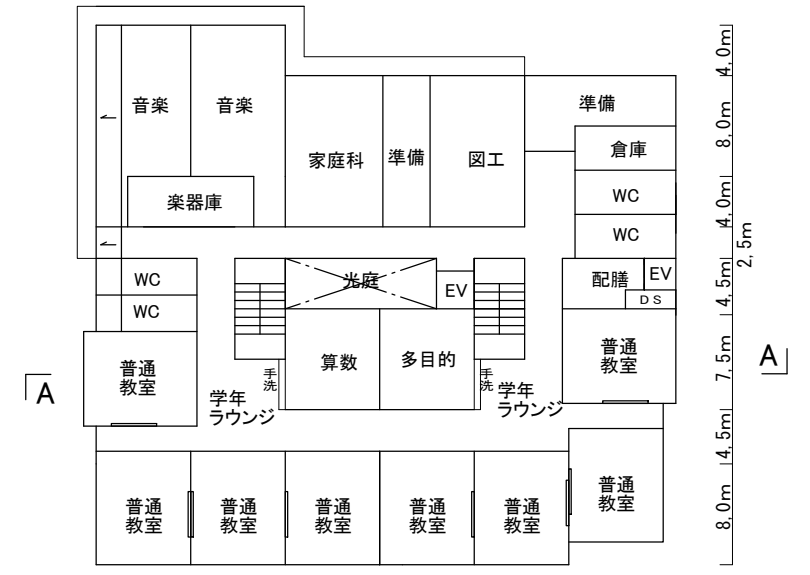 音楽
音楽
楽器庫
家庭科
準備
図工
準備
倉庫
WC
WC
WC
WC
光庭
EV
配膳
EV
DS
普通
教室
手
洗
学年
ラウンジ
算数
多目的
手
洗
学年
ラウンジ
普通
教室
普通
教室
普通
教室
普通
教室
普通
教室
普通
教室
普通
教室
A
A
4,0m
8,0m
4,0m
2,5m
4,5m
7,5m
4,5m
8,0m